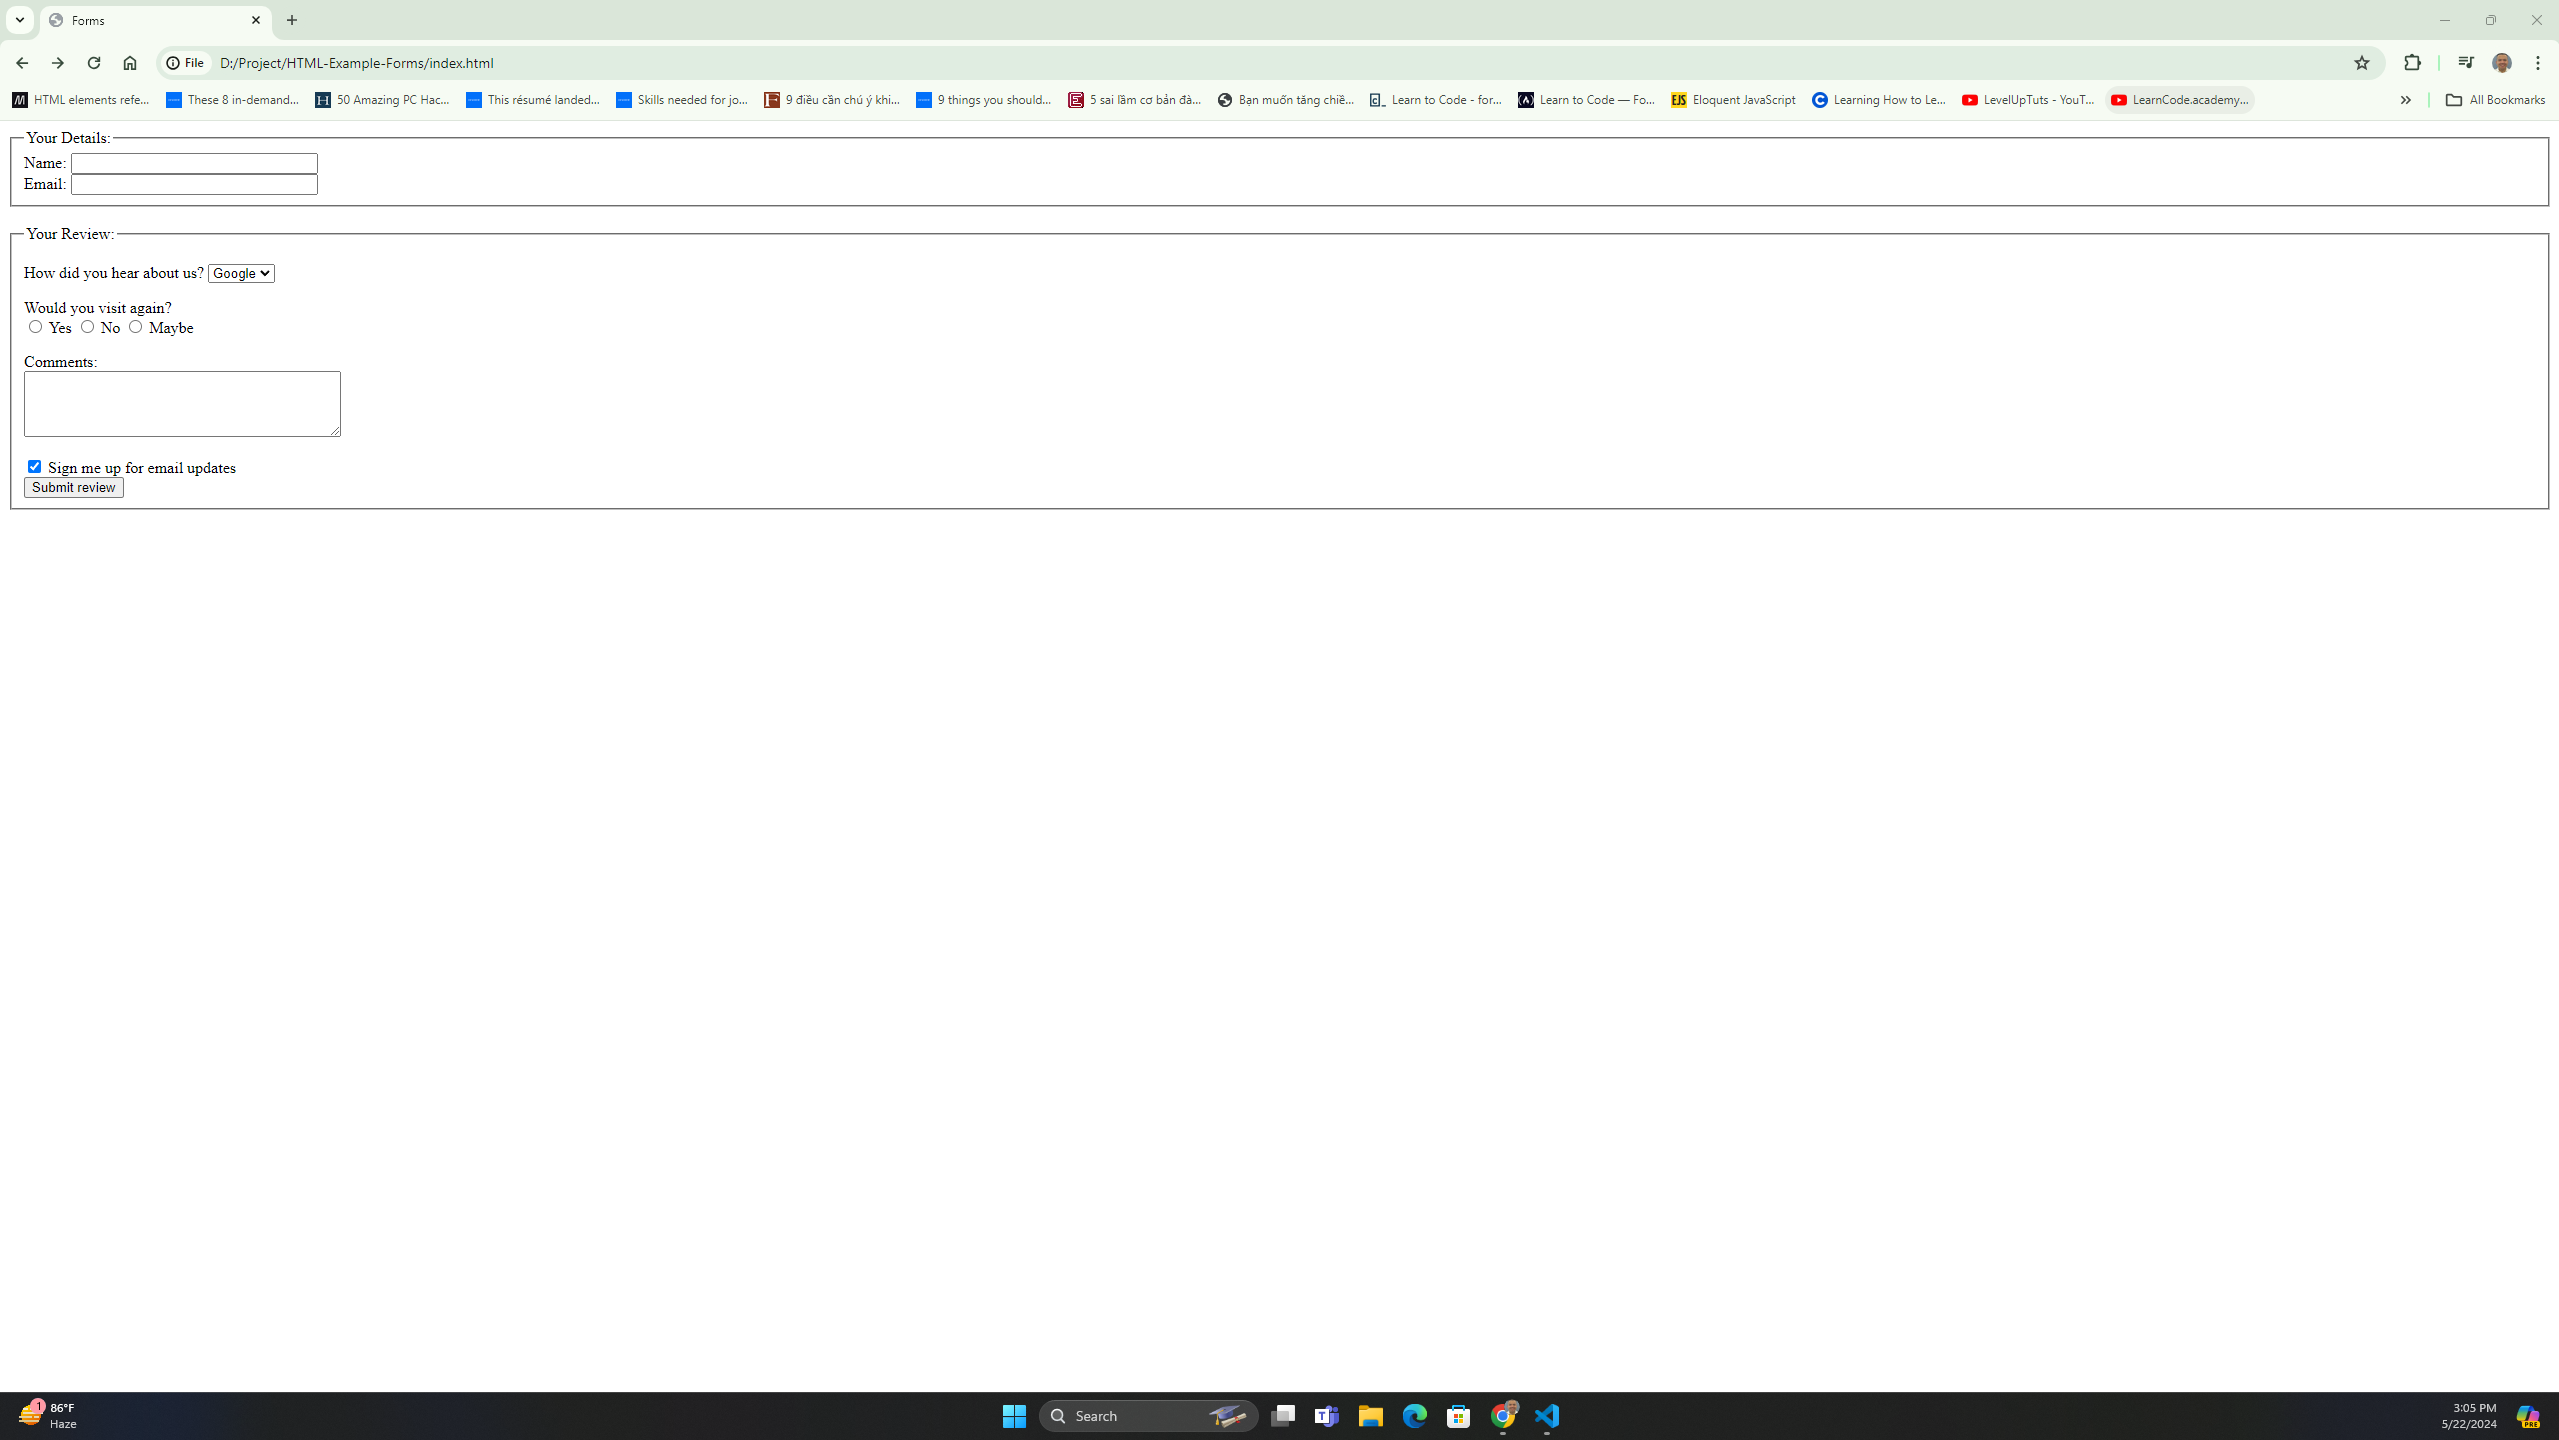 Forms
File D:/Project/HTML-Example-Forms/index.html
HTML elements refe... These 8 in-demand... 50 Amazing PC Hac... This résumé landed... Skills needed for jo... 9 điều cần chú ý khi... 9 things you should... 5 sai lầm cơ bản đà... Bạn muốn tăng chiề... Learn to Code - for... Learn to Code — Fo... EJS Eloquent JavaScript Learning How to Le... LevelUpTuts - YouT... LearnCode.academy... » All Bookmarks
Your Details:
Name:
Email:
Your Review:
How did you hear about us? Google
Would you visit again?
Yes No Maybe
Comments:
Sign me up for email updates
Submit review
1 86°F
Haze
Search
3:05 PM
5/22/2024
PRE